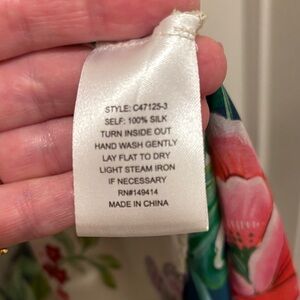 STYLE: C47125-3
SELF: 100% SILK
TURN INSIDE OUT
HAND WASH GENTLY
LAY FLAT TO DRY
LIGHT STEAM IRON
IF NECESSARY
RN#149414
MADE IN CHINA